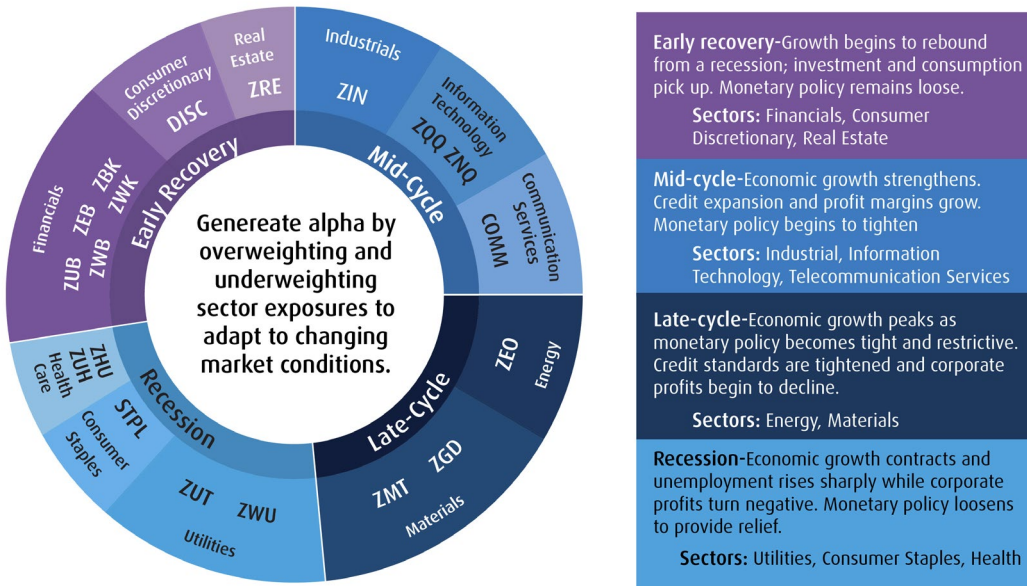 Real
Estate
ZRE
Consumer
Discretionary
DISC
Financials
ZBK
ZWK
ZEB
ZWB
ZUB
Early Recovery
Industrials
ZIN
Information
Technology
ZQQ ZNQ
Communication
Services
COMM
Mid-Cycle
Genereate alpha by
overweighting and
underweighting
sector exposures to
adapt to changing
market conditions.
ZEO
Energy
ZGD
ZMT
Materials
Late-Cycle
Recession
ZHU
ZUH
Health
Care
STPL
Consumer
Staples
ZUT
ZWU
Utilities
Early recovery-Growth begins to rebound
from a recession; investment and consumption
pick up. Monetary policy remains loose.
Sectors: Financials, Consumer
Discretionary, Real Estate
Mid-cycle-Economic growth strengthens.
Credit expansion and profit margins grow.
Monetary policy begins to tighten
Sectors: Industrial, Information
Technology, Telecommunication Services
Late-cycle-Economic growth peaks as
monetary policy becomes tight and restrictive.
Credit standards are tightened and corporate
profits begin to decline.
Sectors: Energy, Materials
Recession-Economic growth contracts and
unemployment rises sharply while corporate
profits turn negative. Monetary policy loosens
to provide relief.
Sectors: Utilities, Consumer Staples, Health